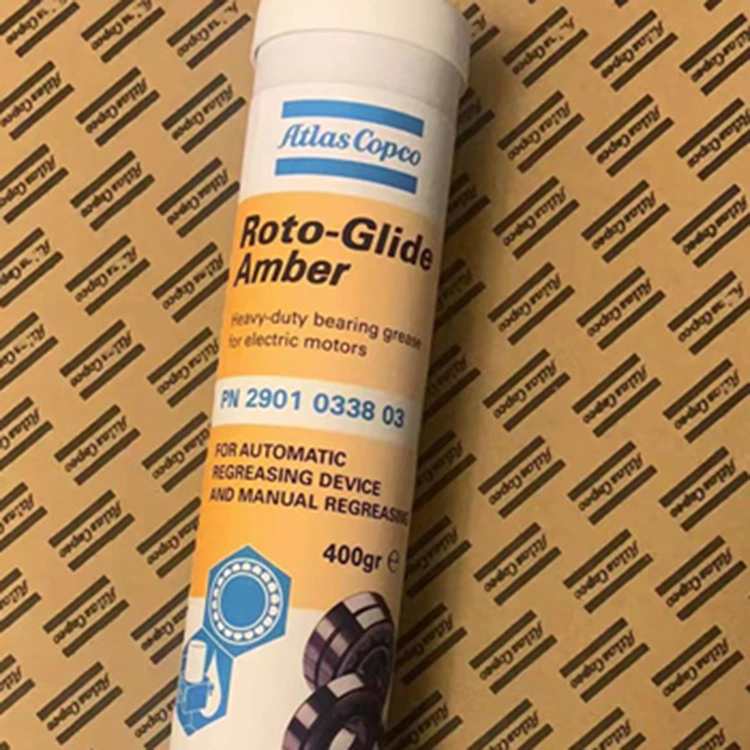 Atlas Copco
Roto-Glide
Amber
Heavy-duty bearing grease
for electric motors
PN 2901 0338 03
FOR AUTOMATIC
REGREASING DEVICE
AND MANUAL REGREASING
400gr ℮